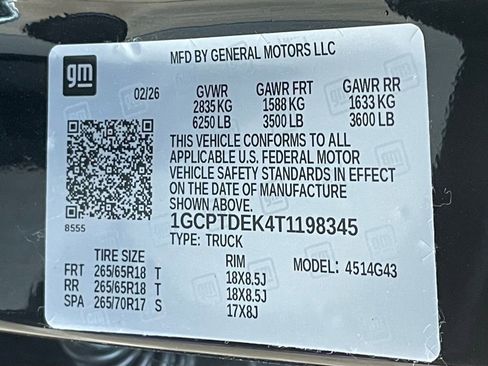 gm
MFD BY GENERAL MOTORS LLC
02/26 GVWR GAWR FRT GAWR RR
2835 KG 1588 KG 1633 KG
6250 LB 3500 LB 3600 LB
THIS VEHICLE CONFORMS TO ALL
APPLICABLE U.S. FEDERAL MOTOR
VEHICLE SAFETY STANDARDS IN EFFECT
ON THE DATE OF MANUFACTURE
SHOWN ABOVE.
8555
1GCPTDEK4T1198345
TYPE: TRUCK
TIRE SIZE RIM MODEL: 4514G43
FRT 265/65R18 T 18X8.5J
RR 265/65R18 T 18X8.5J
SPA 265/70R17 S 17X8J